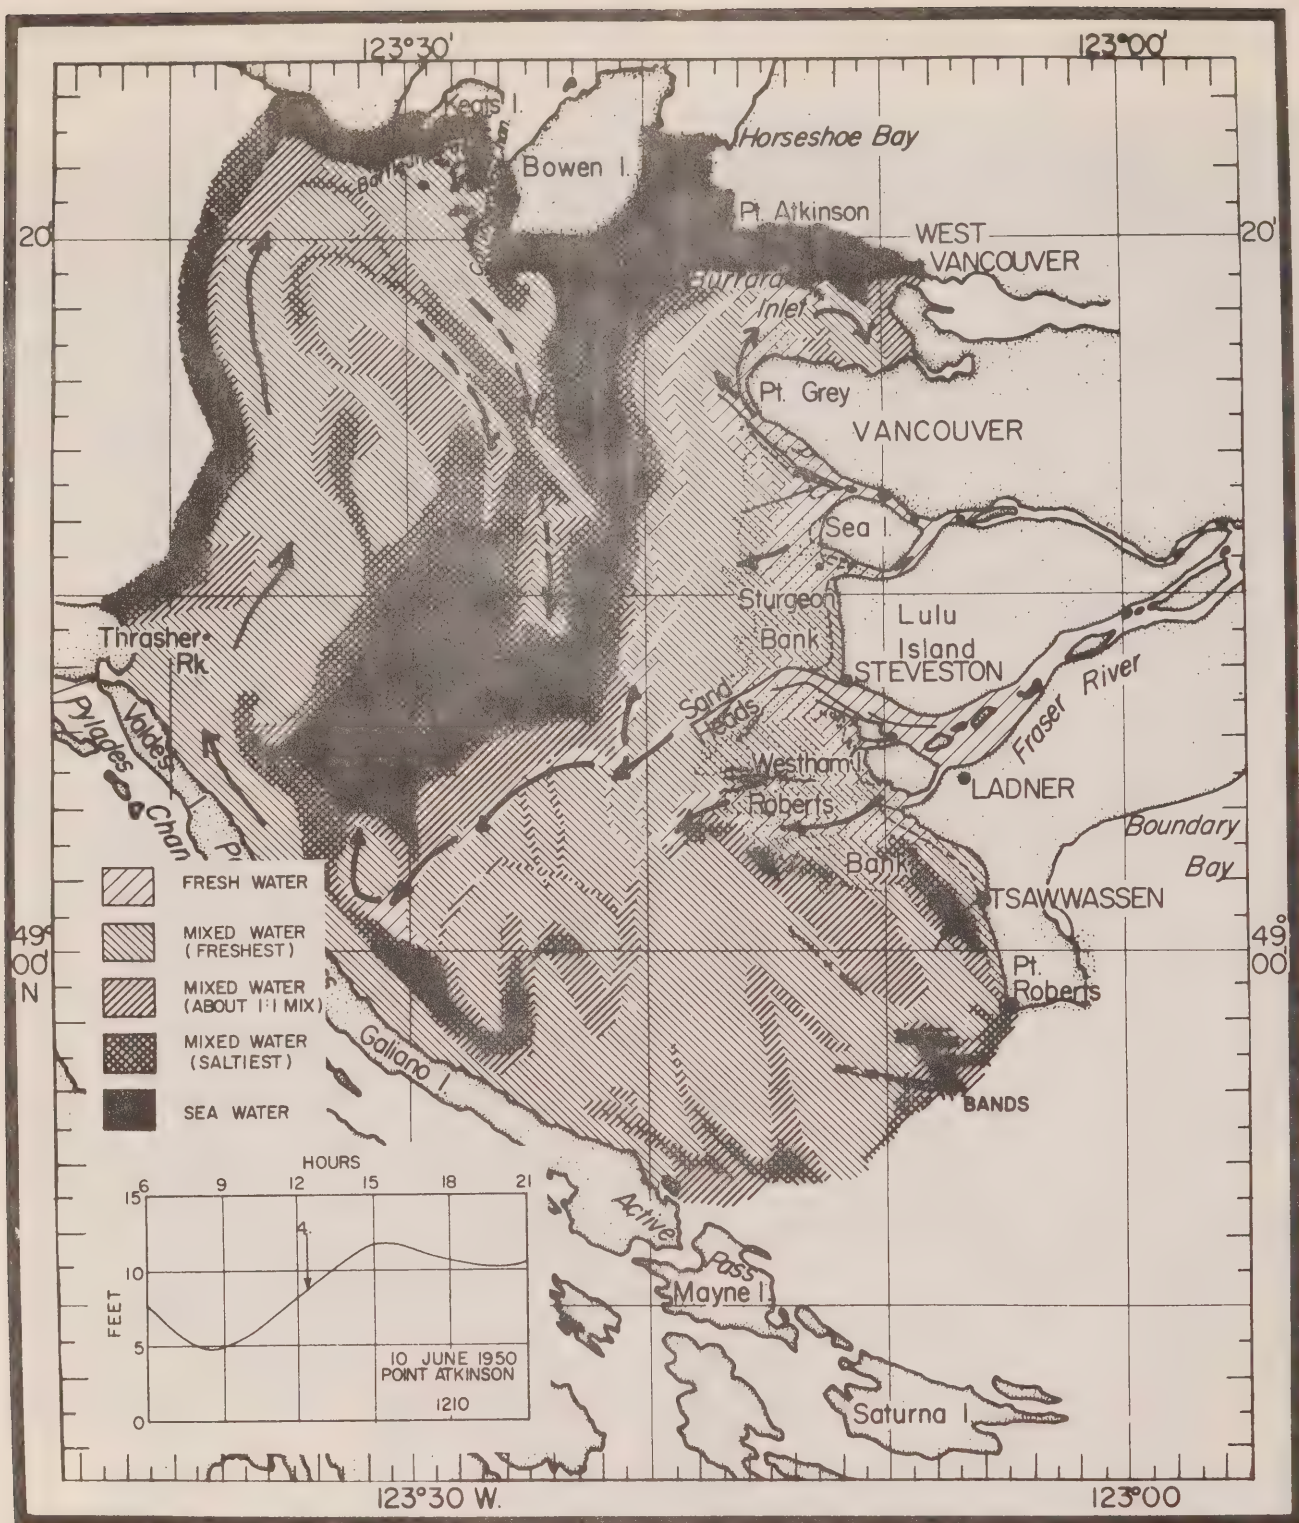 123°30'
123°00'
Keats I.
Horseshoe Bay
Bowen I.
Pt. Atkinson
20'
20'
WEST
VANCOUVER
Burrard
Inlet
Pt. Grey
VANCOUVER
Sea I.
Sturgeon
Bank
Lulu
Island
Thrasher
Rk.
STEVESTON
Sand
Heads
Fraser River
Pylades
Chan
Valdes I.
Westham I.
LADNER
Roberts
Bank
Boundary
Bay
TSAWWASSEN
FRESH WATER
MIXED WATER
(FRESHEST)
MIXED WATER
(ABOUT 1:1 MIX)
MIXED WATER
(SALTIEST)
SEA WATER
49°
00'
N
49°
00'
Pt.
Roberts
Galiano I.
BANDS
HOURS
6 9 12 15 18 21
15
10
5
0
FEET
4.
10 JUNE 1950
POINT ATKINSON
1210
Active
Pass
Mayne I.
Saturna I.
123°30 W.
123°00